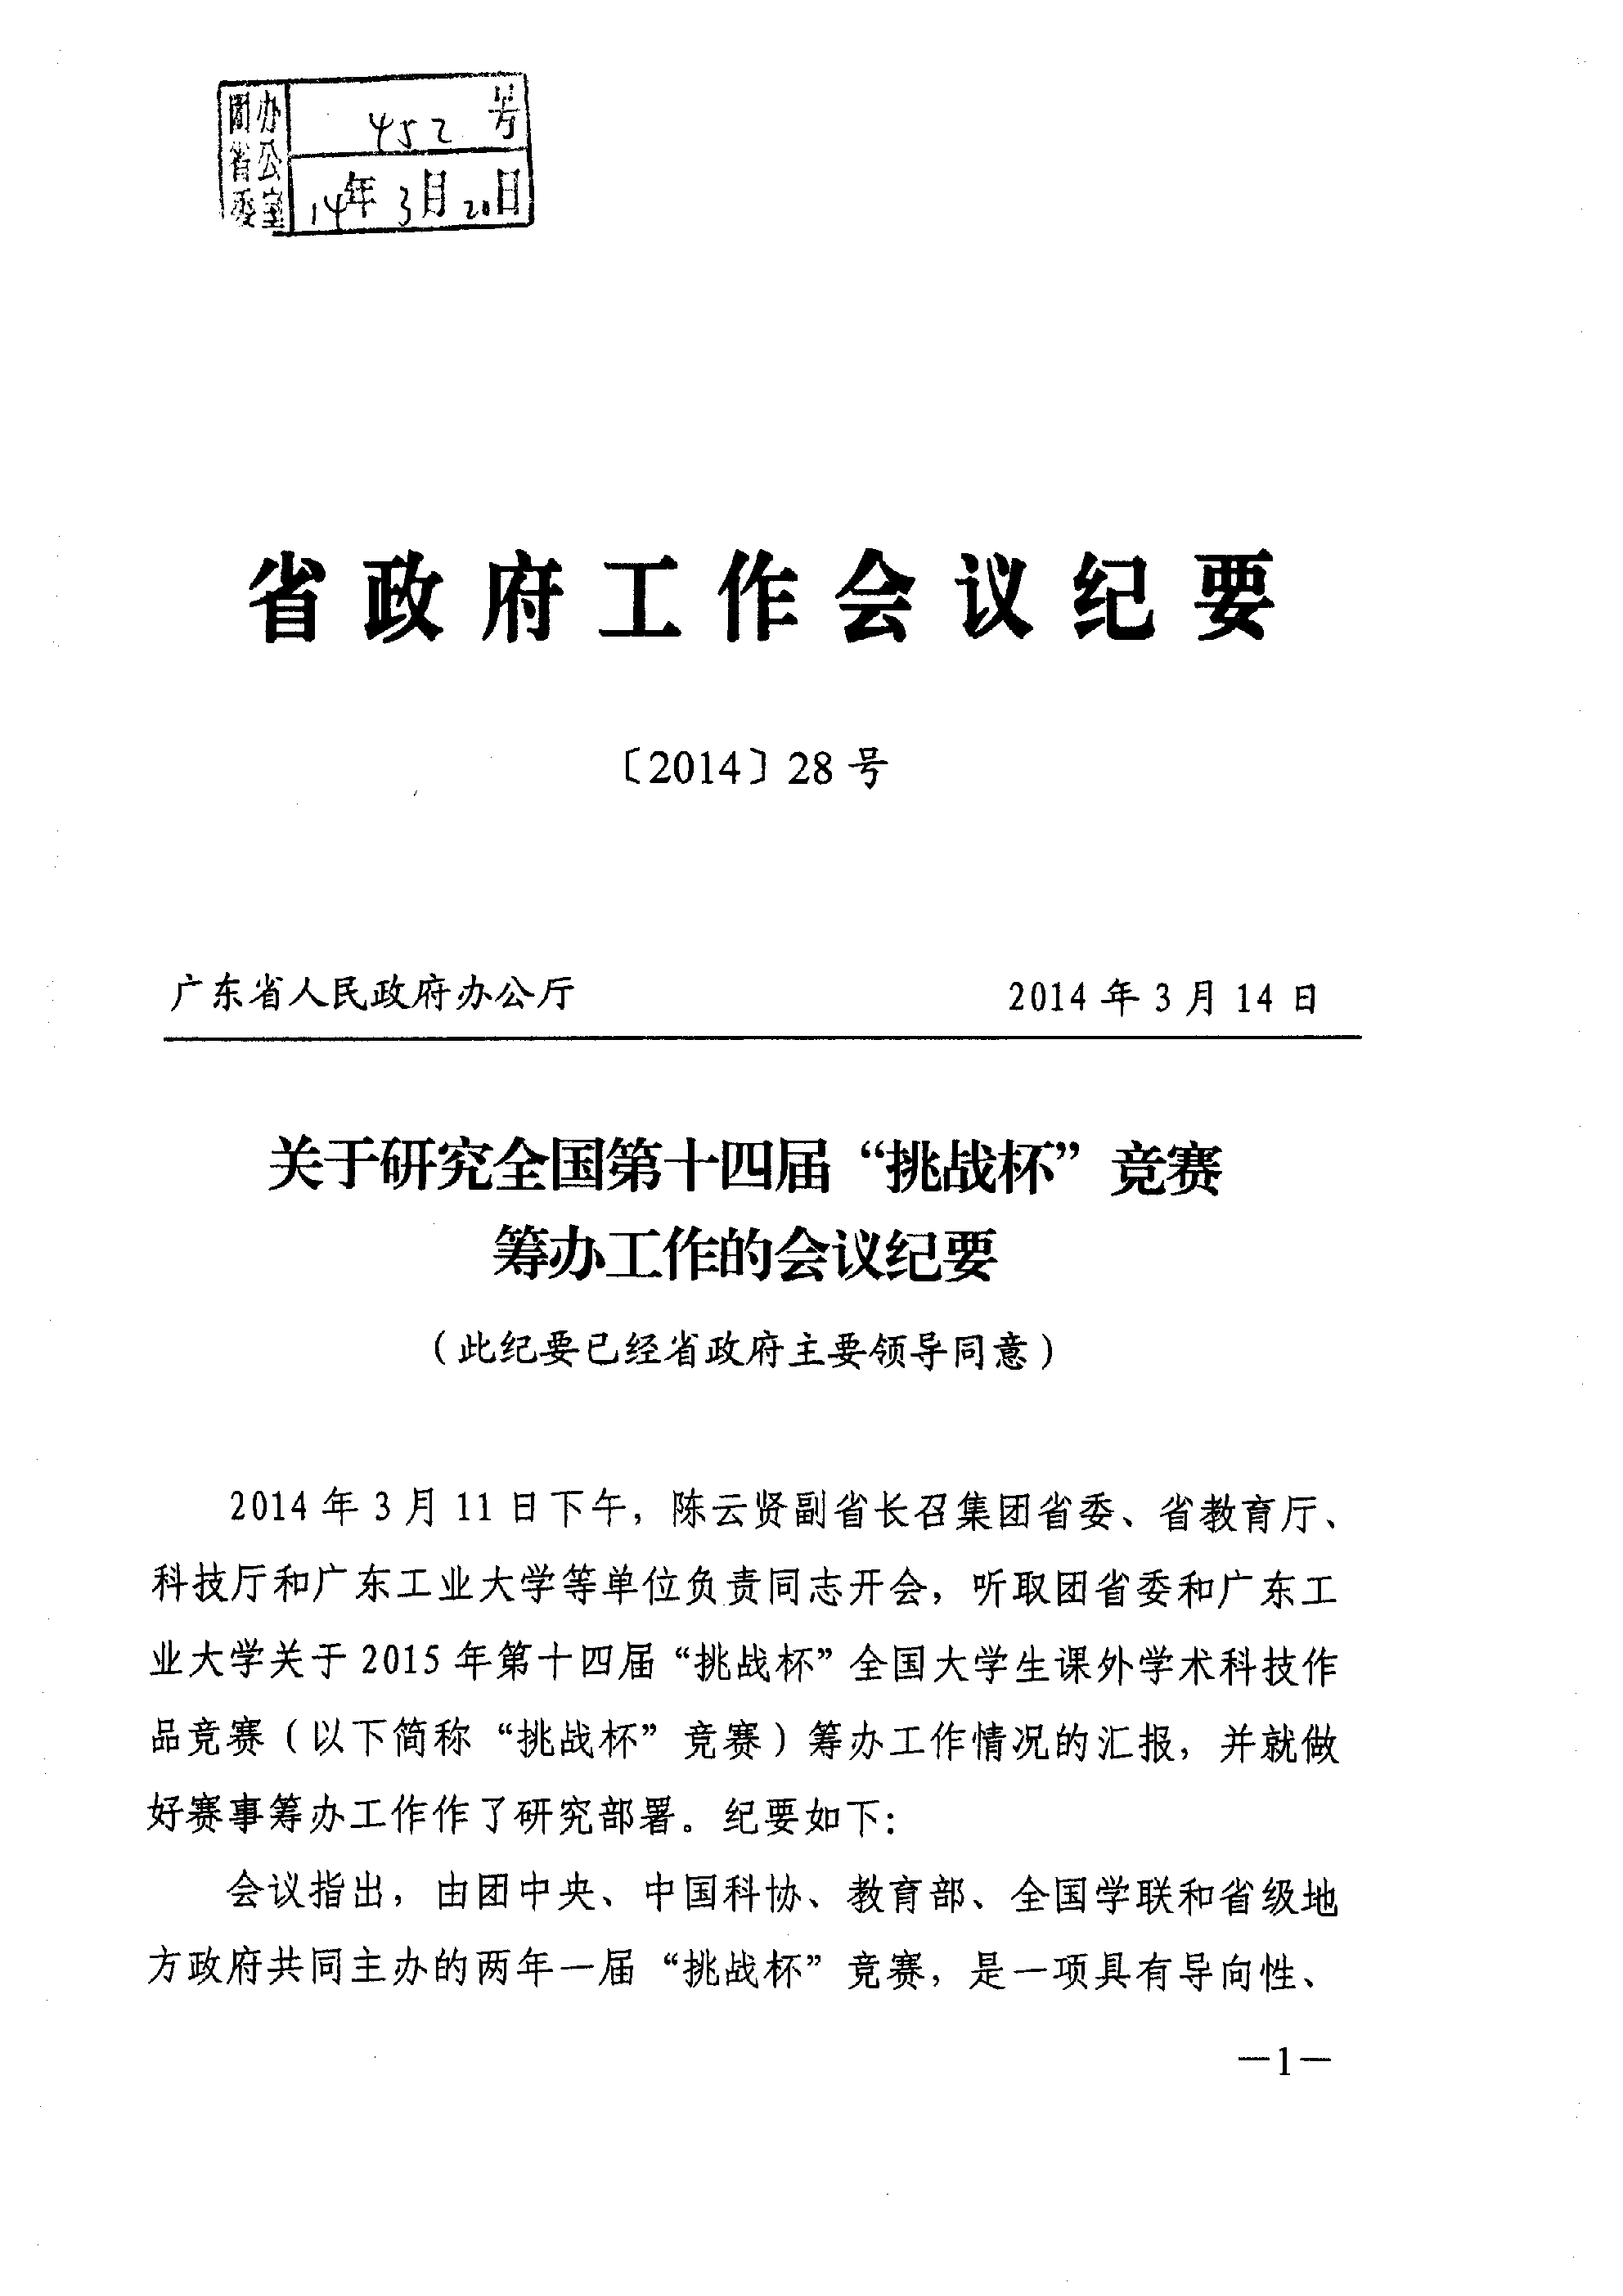 团省委办公室
452 号
14年3月20日
省政府工作会议纪要
〔2014〕28 号
广东省人民政府办公厅 2014 年 3 月 14 日
关于研究全国第十四届“挑战杯”竞赛
筹办工作的会议纪要
（此纪要已经省政府主要领导同意）
2014 年 3 月 11 日下午，陈云贤副省长召集团省委、省教育厅、
科技厅和广东工业大学等单位负责同志开会，听取团省委和广东工
业大学关于 2015 年第十四届“挑战杯”全国大学生课外学术科技作
品竞赛（以下简称“挑战杯”竞赛）筹办工作情况的汇报，并就做
好赛事筹办工作作了研究部署。纪要如下：
会议指出，由团中央、中国科协、教育部、全国学联和省级地
方政府共同主办的两年一届“挑战杯”竞赛，是一项具有导向性、
—1—